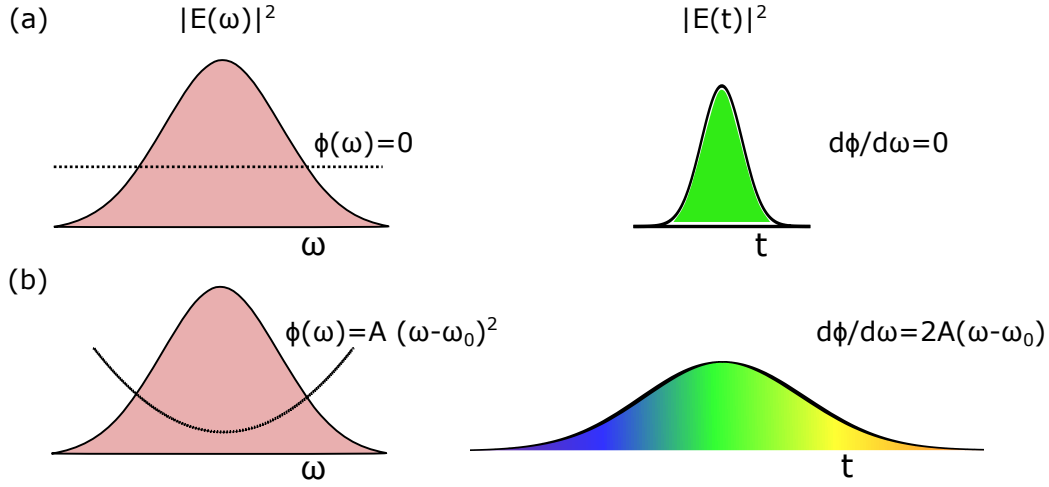 (a) |E(ω)|² |E(t)|²
ϕ(ω)=0 dϕ/dω=0
ω t
(b)
ϕ(ω)=A (ω-ω₀)² dϕ/dω=2A(ω-ω₀)
ω t